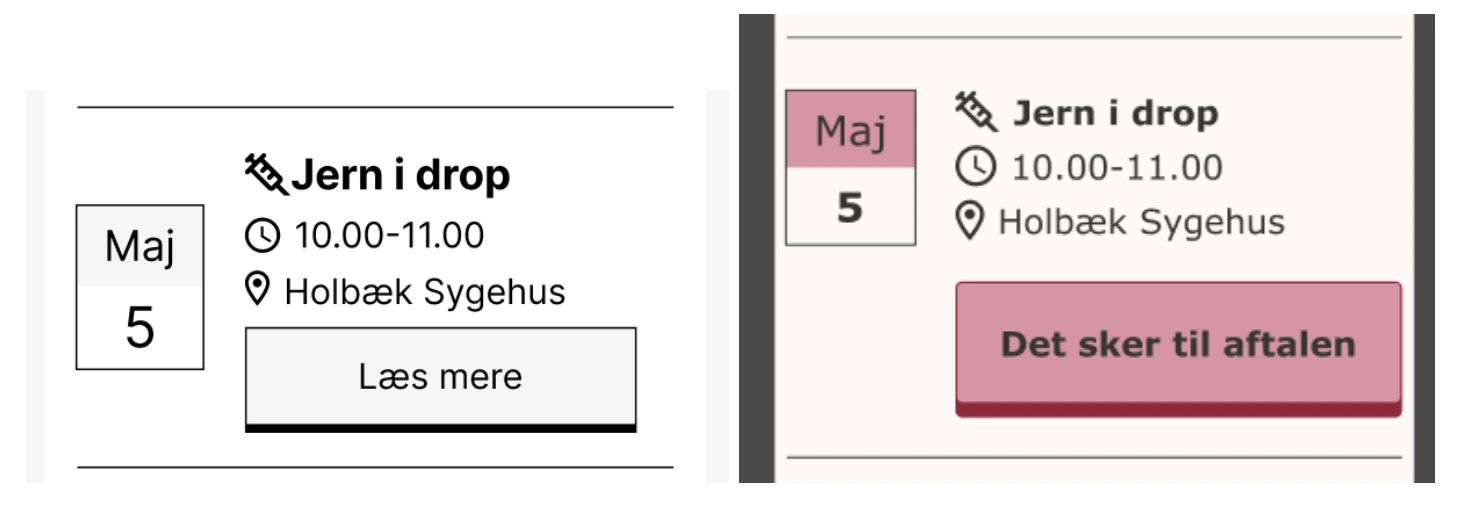 Jern i drop
10.00-11.00
Holbæk Sygehus
Maj
5
Læs mere
Maj
5
Jern i drop
10.00-11.00
Holbæk Sygehus
Det sker til aftalen